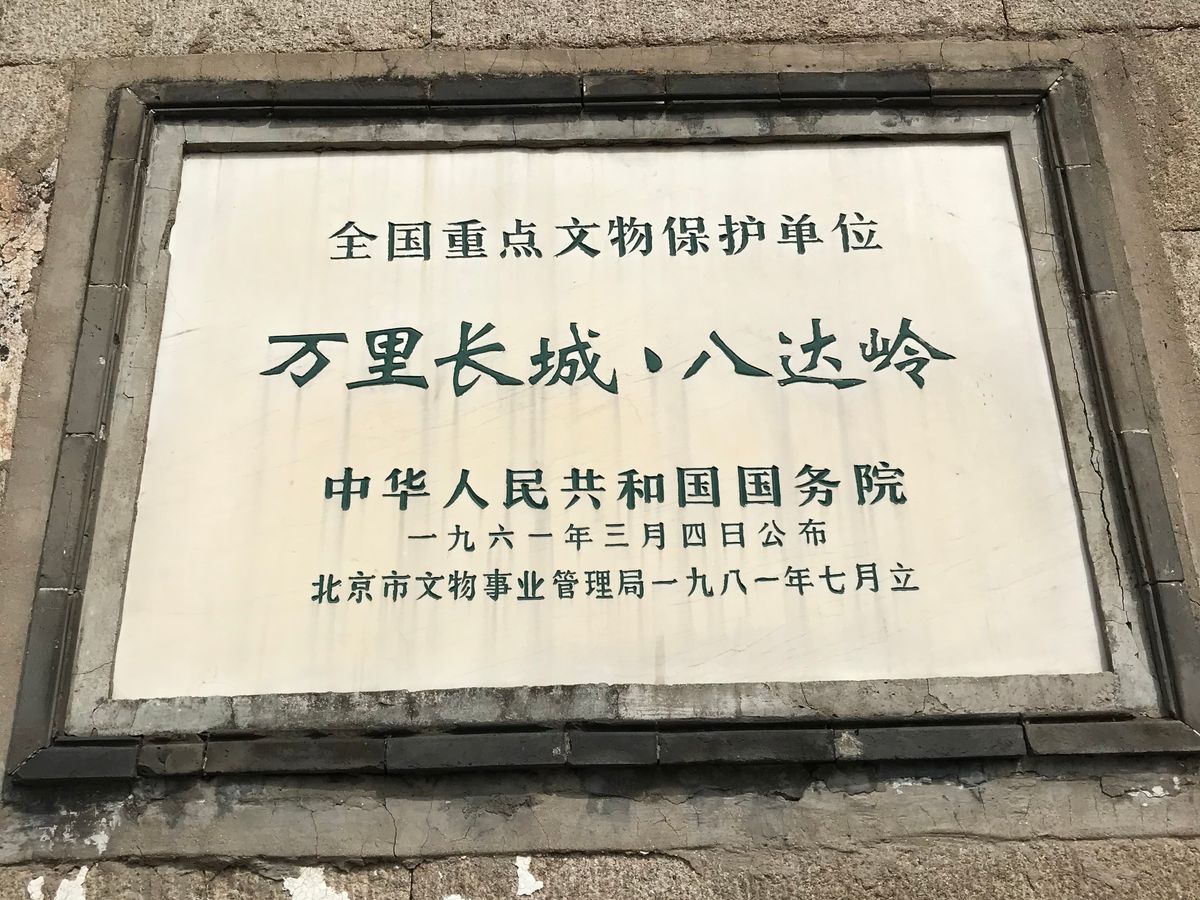 全国重点文物保护单位
万里长城·八达岭
中华人民共和国国务院
一九六一年三月四日公布
北京市文物事业管理局一九八一年七月立